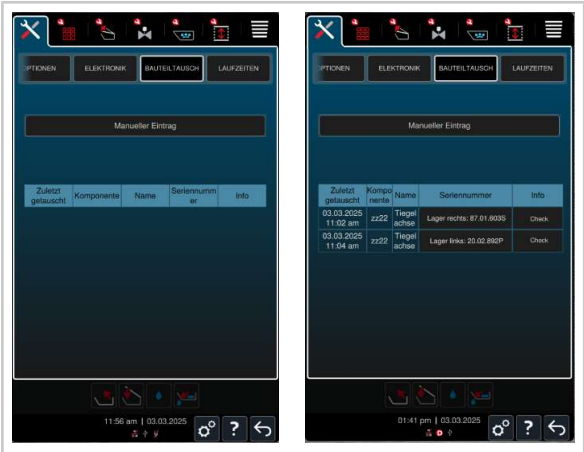 PTIONEN ELEKTRONIK BAUTEILTAUSCH LAUFZEITEN
Manueller Eintrag
Zuletzt getauscht Komponente Name Seriennumm er Info
11:56 am | 03.03.2025
?
PTIONEN ELEKTRONIK BAUTEILTAUSCH LAUFZEITEN
Manueller Eintrag
Zuletzt getauscht Kompo nente Name Seriennummer Info
03.03.2025 11:02 am zz22 Tiegel achse Lager rechts: 87.01.603S Check
03.03.2025 11:04 am zz22 Tiegel achse Lager links: 20.02.892P Check
01:41 pm | 03.03.2025
?